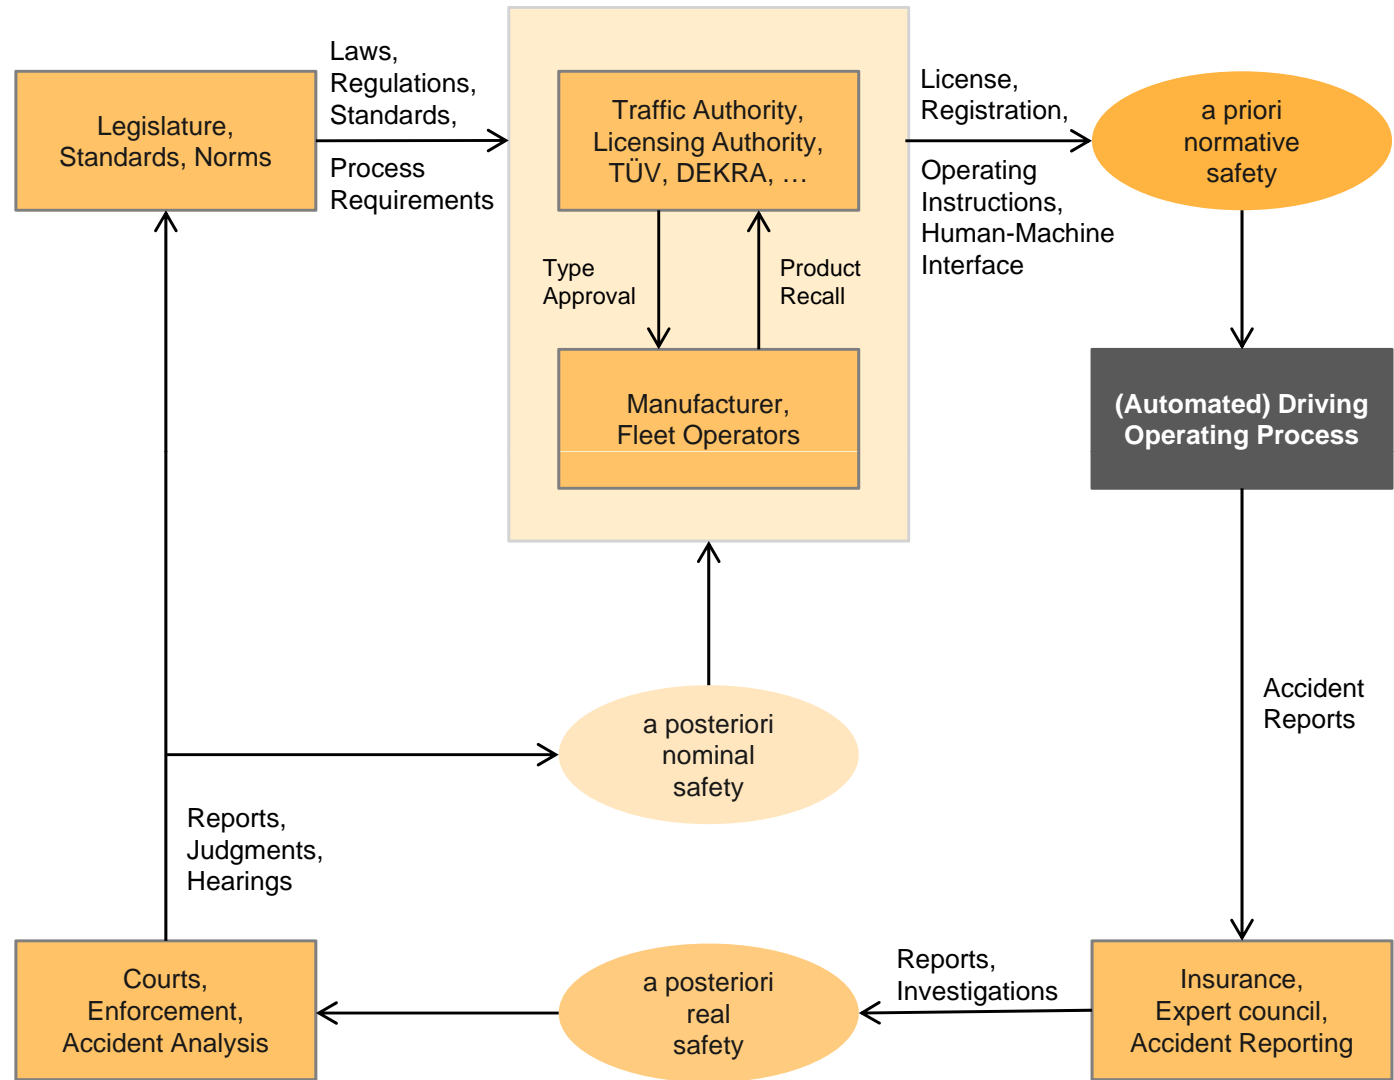 Legislature,
Standards, Norms
Laws,
Regulations,
Standards,
Process
Requirements
Traffic Authority,
Licensing Authority,
TÜV, DEKRA, …
Type
Approval
Product
Recall
Manufacturer,
Fleet Operators
License,
Registration,
Operating
Instructions,
Human-Machine
Interface
a priori
normative
safety
(Automated) Driving
Operating Process
Accident
Reports
a posteriori
nominal
safety
Reports,
Judgments,
Hearings
Courts,
Enforcement,
Accident Analysis
a posteriori
real
safety
Reports,
Investigations
Insurance,
Expert council,
Accident Reporting